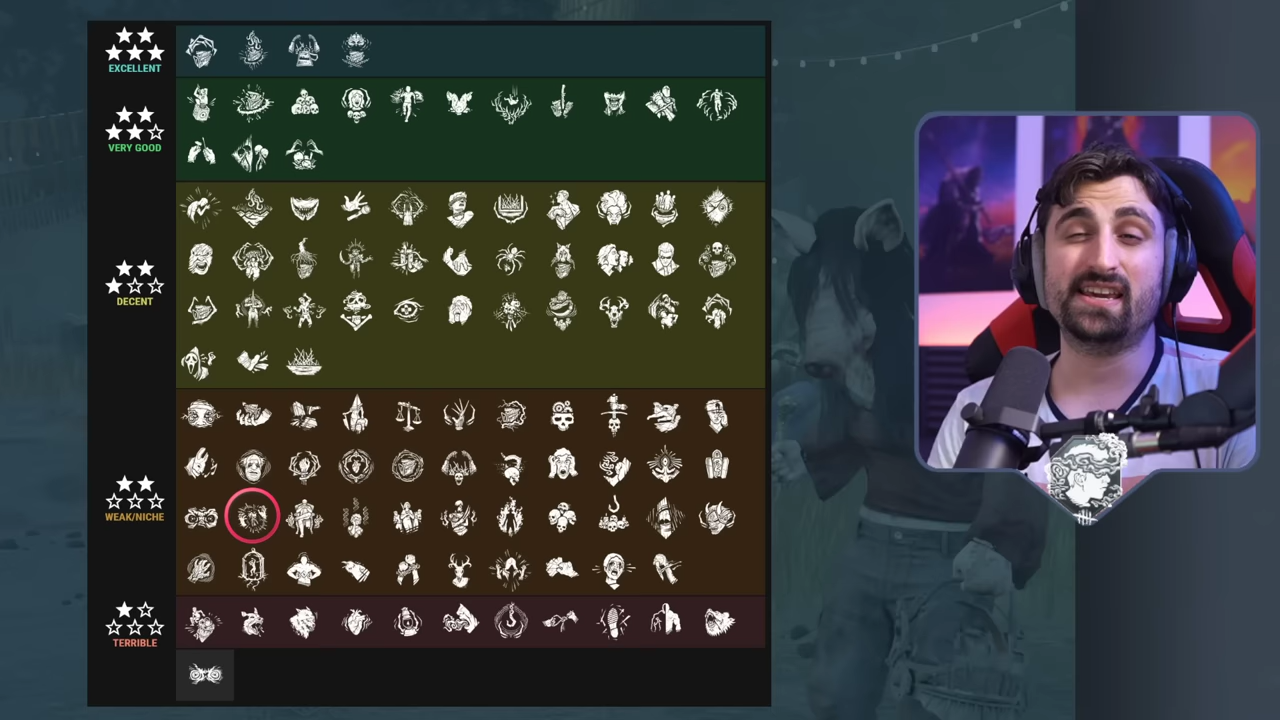 EXCELLENT
VERY GOOD
DECENT
WEAK/NICHE
TERRIBLE